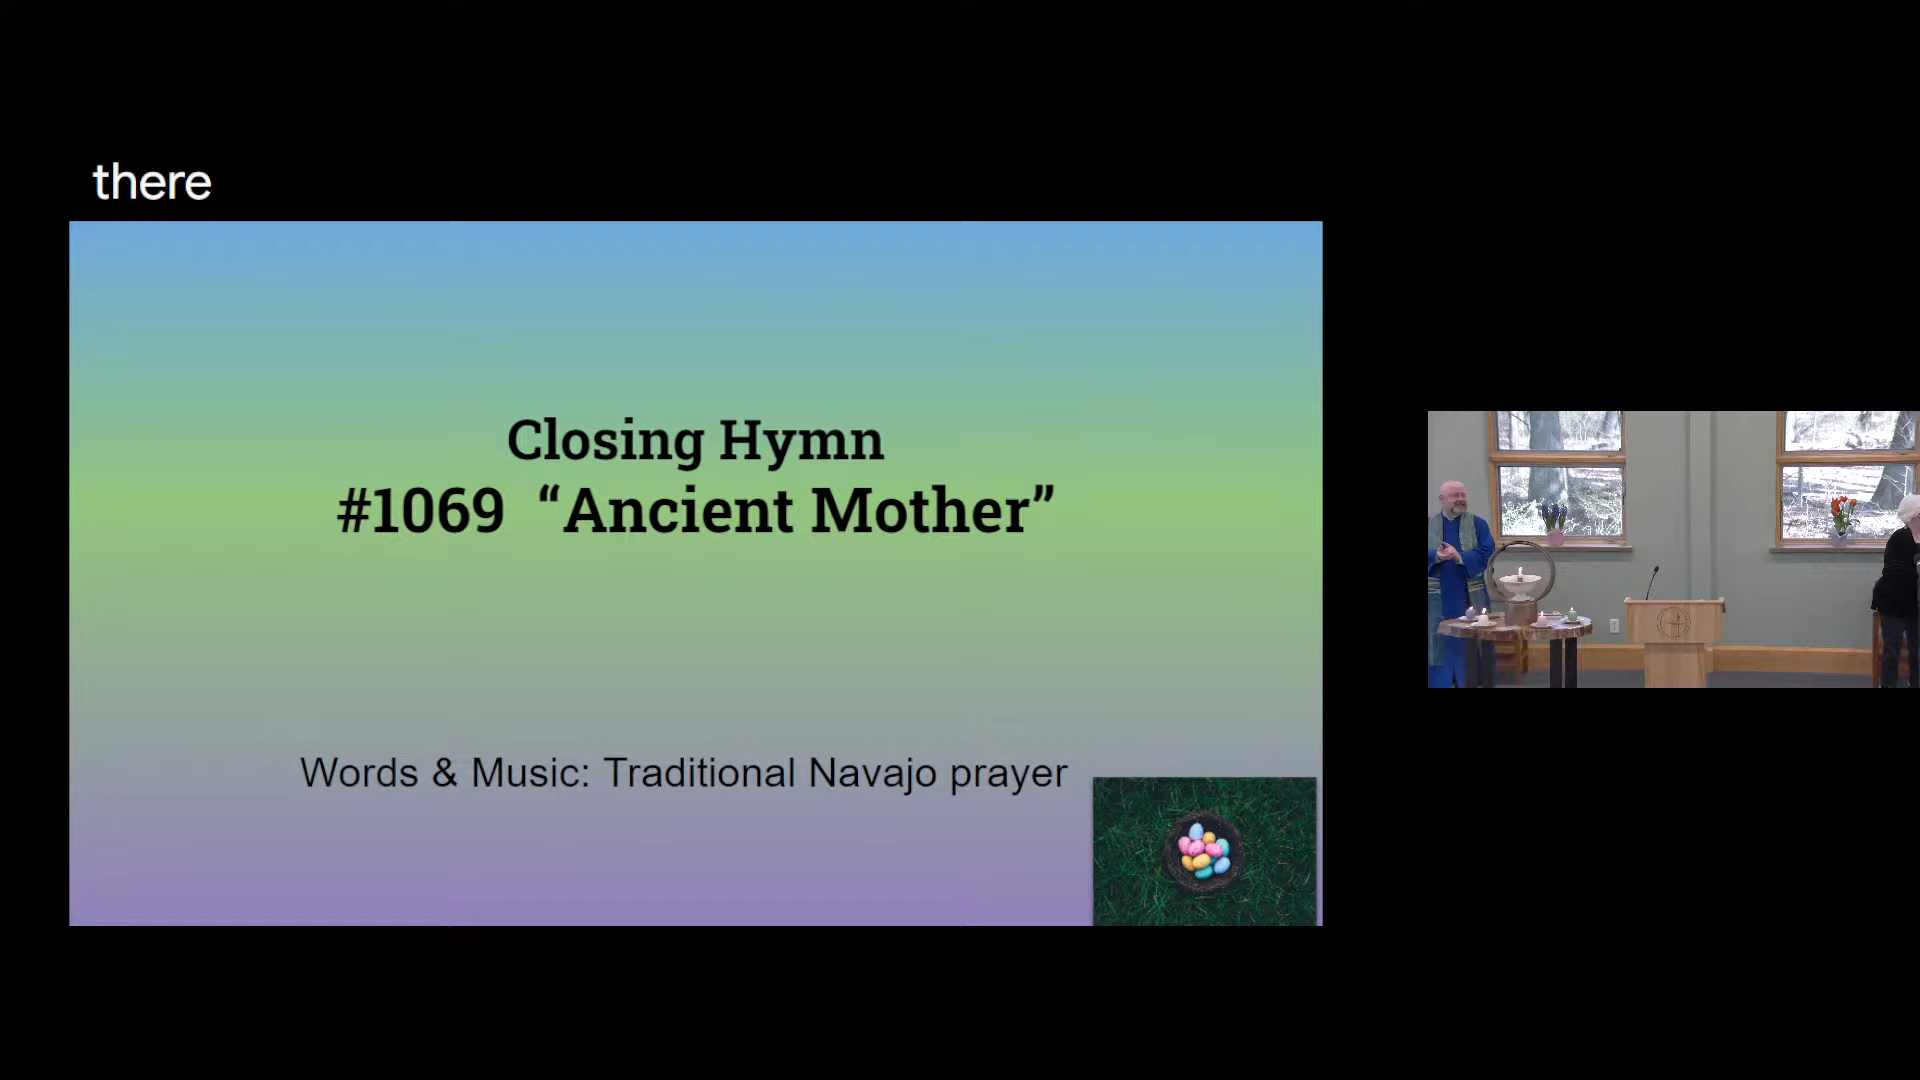 there
Closing Hymn
#1069 “Ancient Mother”
Words & Music: Traditional Navajo prayer